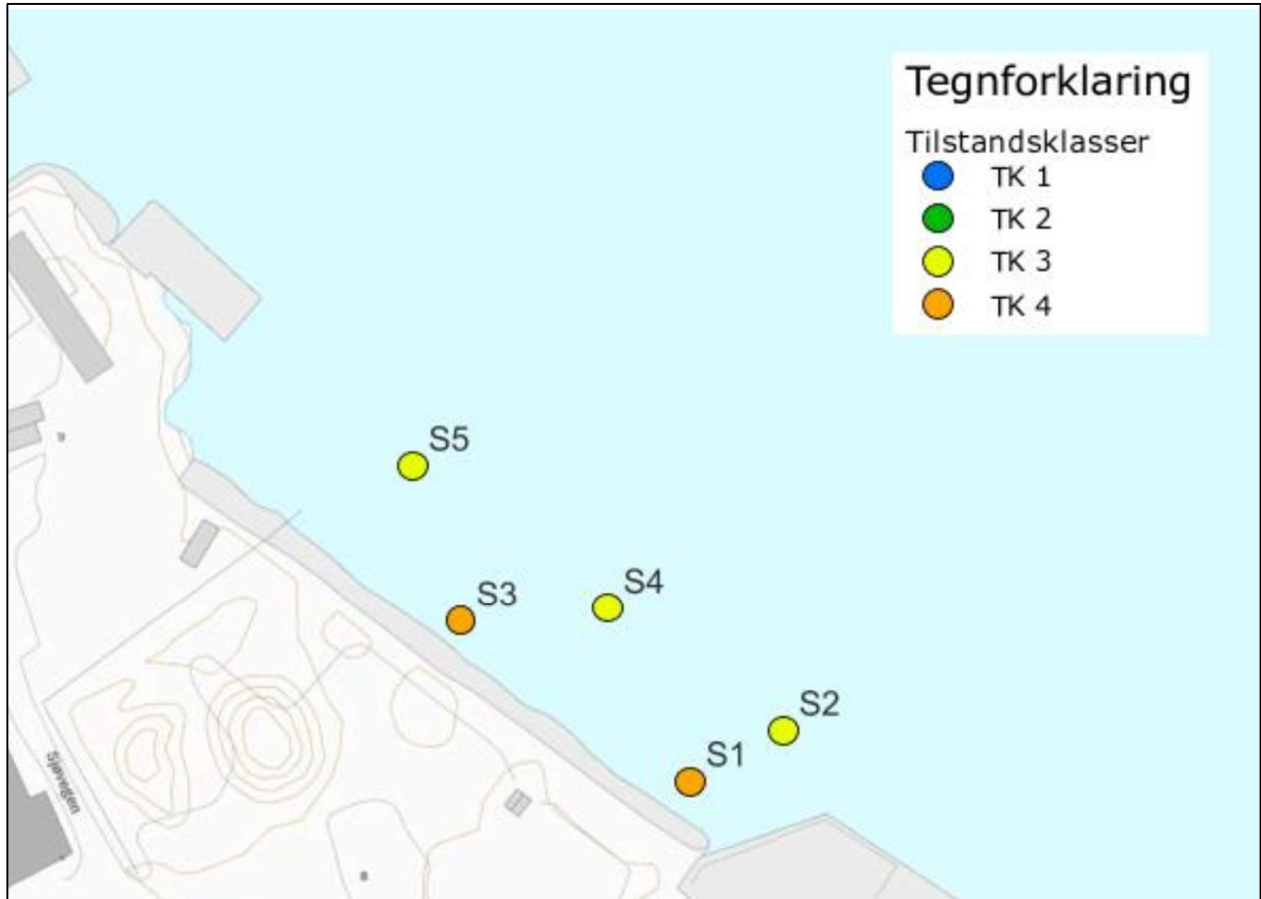 Tegnforklaring
Tilstandsklasser
TK 1
TK 2
TK 3
TK 4
S5
S4
S3
S2
S1
Sjøvegen